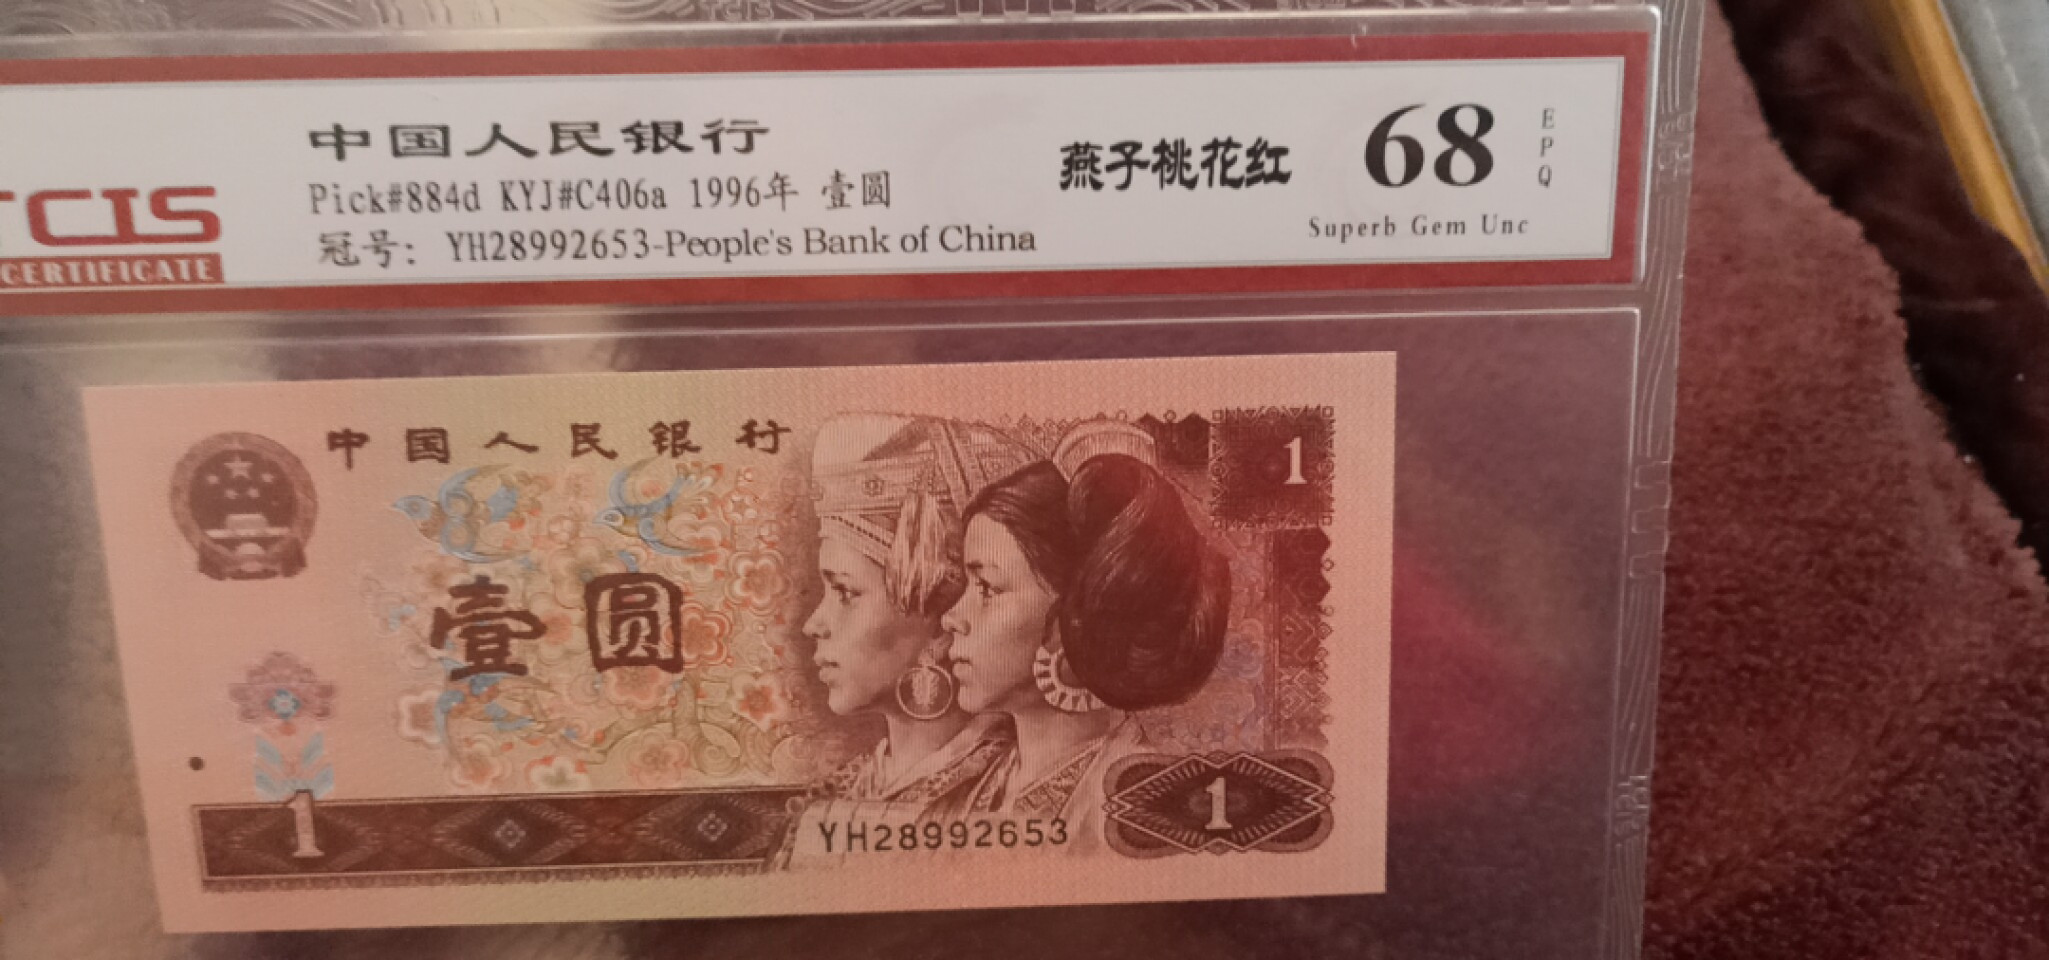 中国人民银行
Pick#884d KYJ#C406a 1996年 壹圆
冠号: YH28992653-People's Bank of China
燕子桃花红
68
EPQ
Superb Gem Unc
TCIS
CERTIFICATE
中国人民银行
1
壹圆
1
YH28992653
1